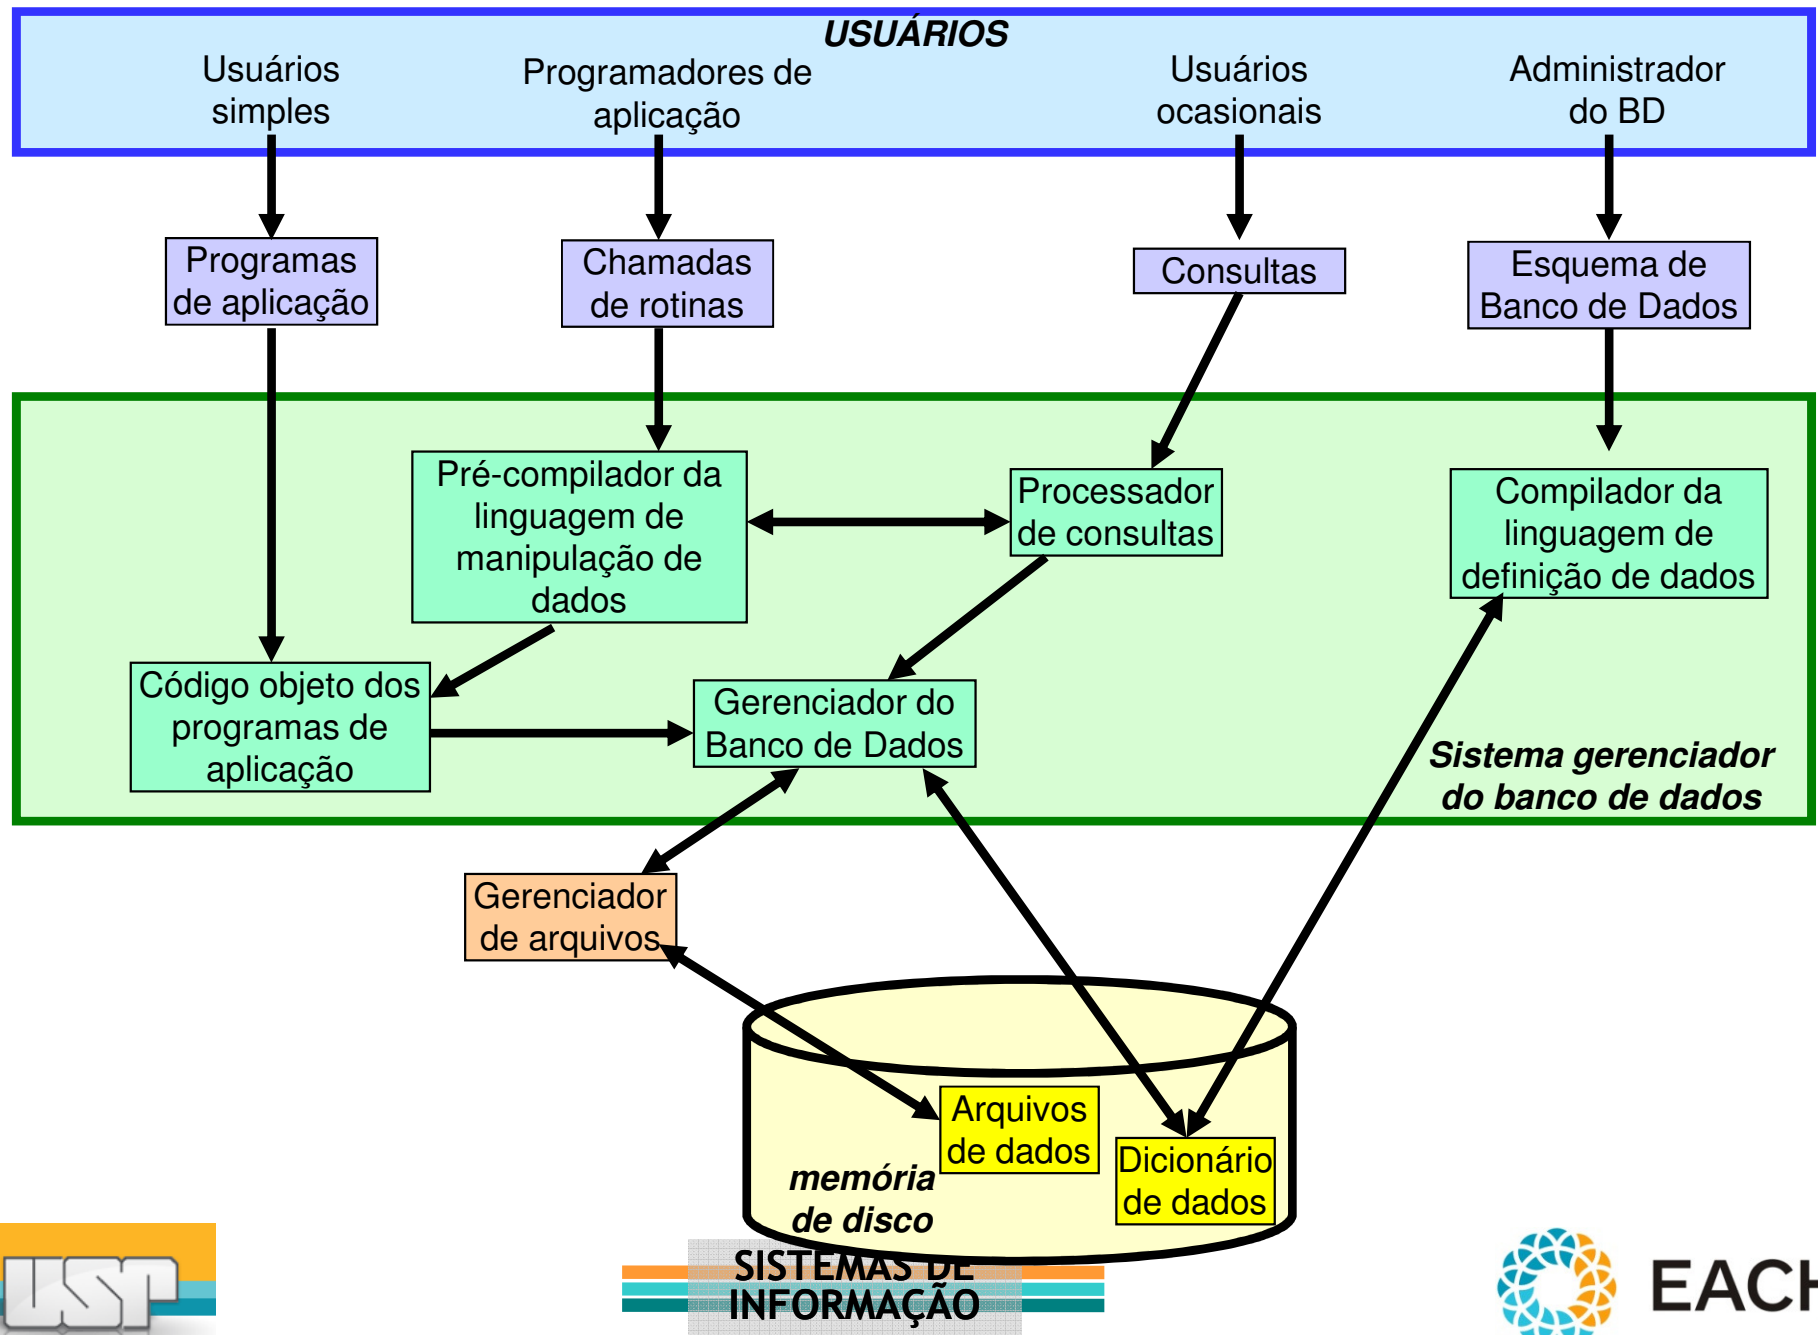 USUÁRIOS
Usuários
simples
Programadores de
aplicação
Usuários
ocasionais
Administrador
do BD
Programas
de aplicação
Chamadas
de rotinas
Consultas
Esquema de
Banco de Dados
Pré-compilador da
linguagem de
manipulação de
dados
Processador
de consultas
Compilador da
linguagem de
definição de dados
Código objeto dos
programas de
aplicação
Gerenciador do
Banco de Dados
Sistema gerenciador
do banco de dados
Gerenciador
de arquivos
Arquivos
de dados
Dicionário
de dados
memória
de disco
USP
SISTEMAS DE
INFORMAÇÃO
EACH